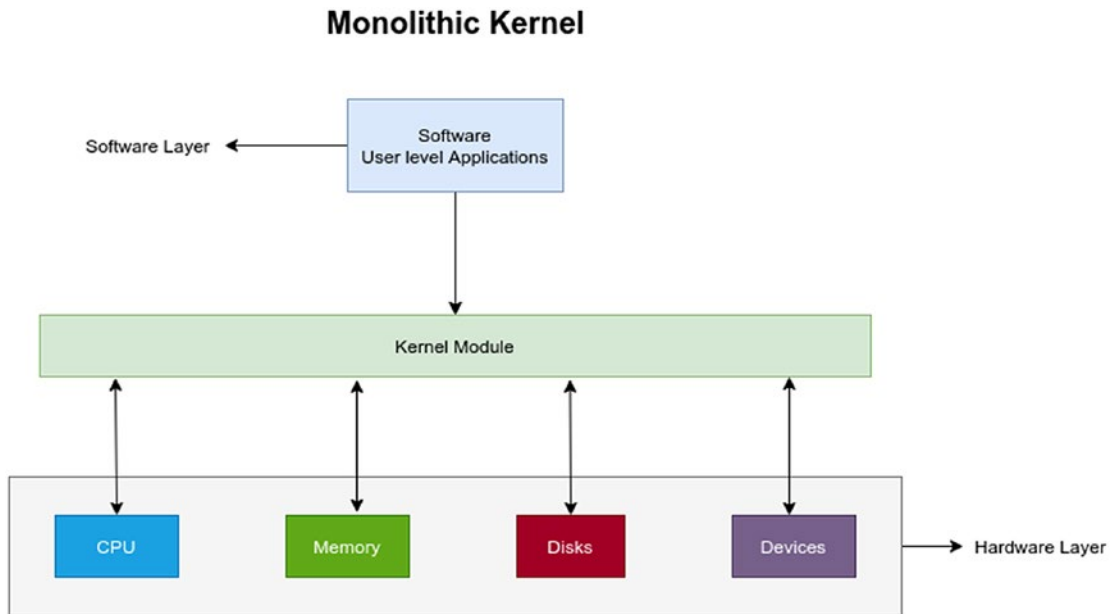 Monolithic Kernel
Software Layer
Software
User level Applications
Kernel Module
CPU
Memory
Disks
Devices
Hardware Layer